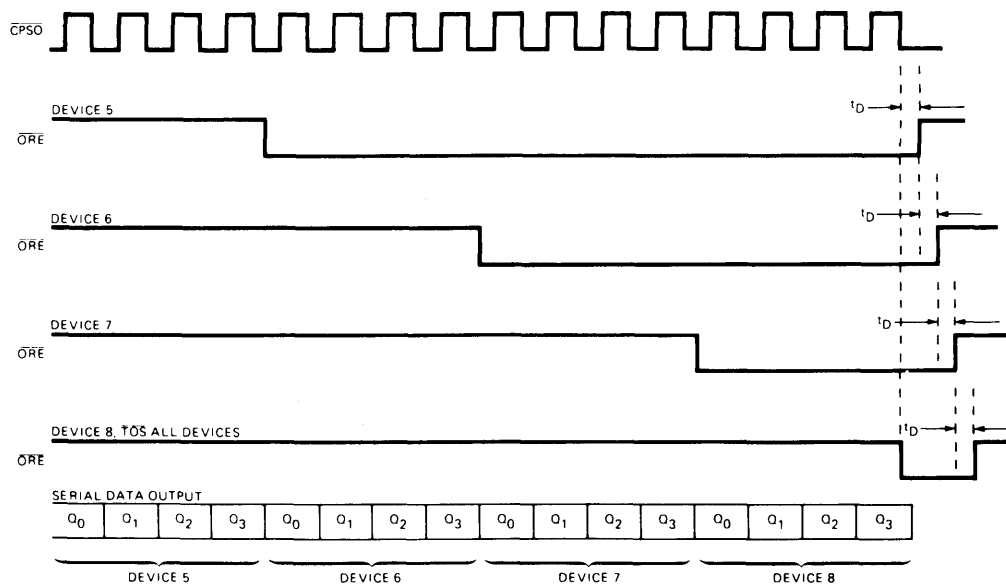 CPSO
DEVICE 5
ORE
tD
DEVICE 6
ORE
tD
DEVICE 7
ORE
tD
DEVICE 8, TOS ALL DEVICES
ORE
tD
SERIAL DATA OUTPUT
Q0 Q1 Q2 Q3 Q0 Q1 Q2 Q3 Q0 Q1 Q2 Q3 Q0 Q1 Q2 Q3
DEVICE 5 DEVICE 6 DEVICE 7 DEVICE 8